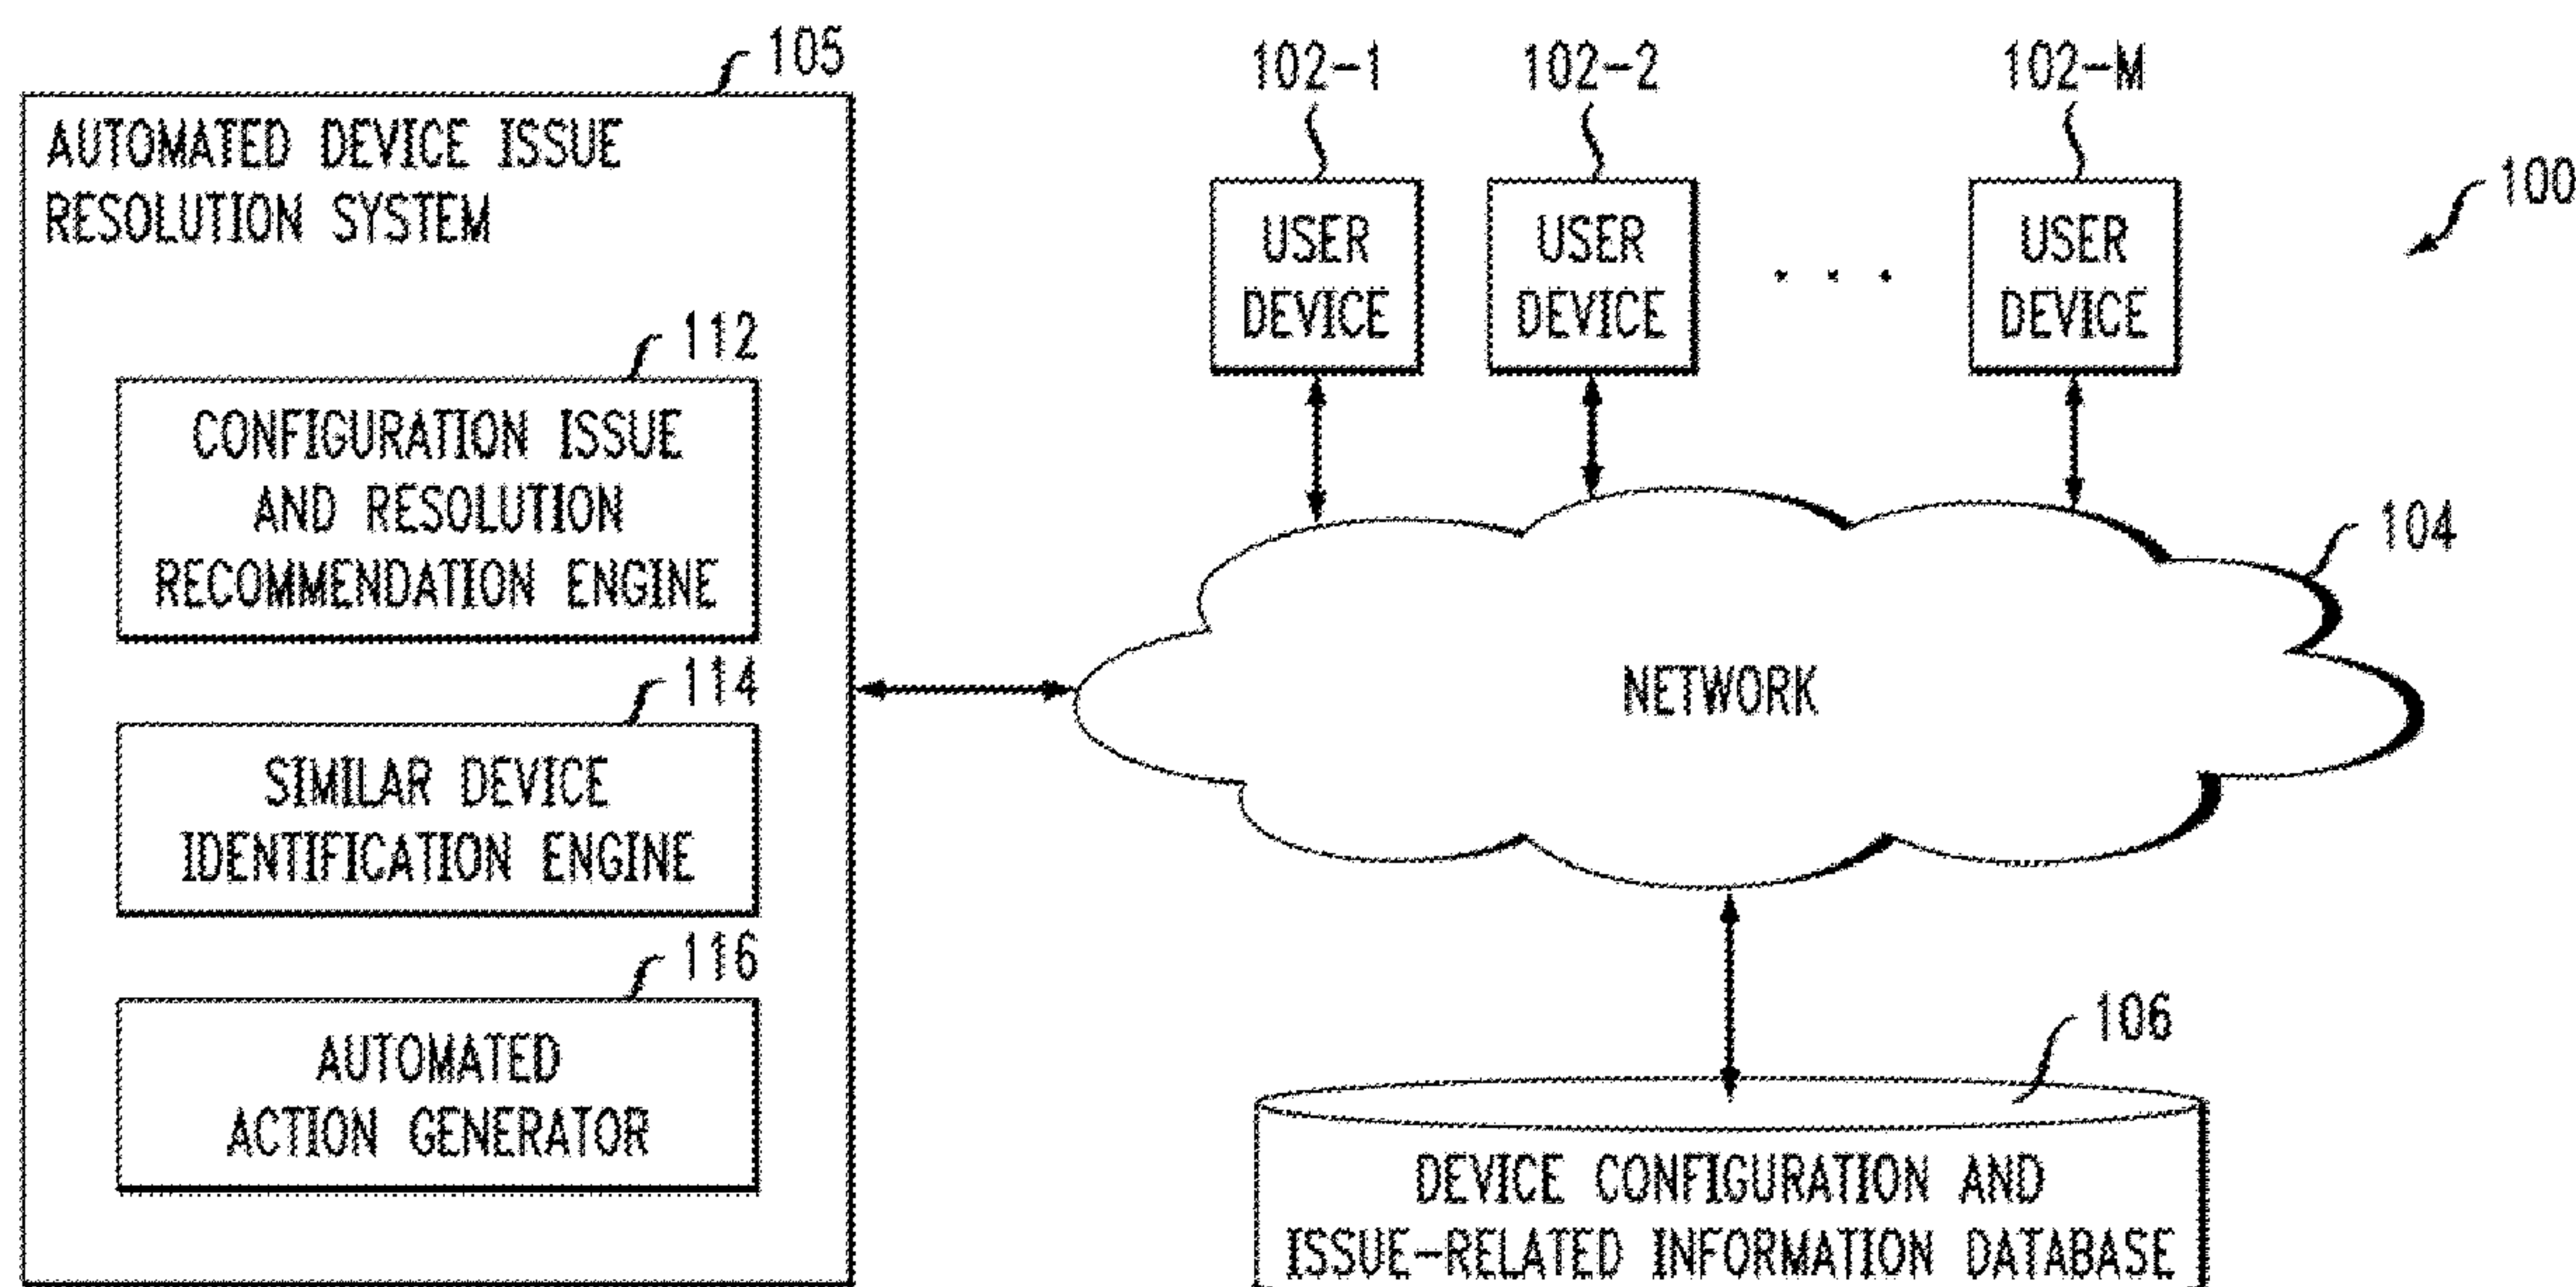 105
AUTOMATED DEVICE ISSUE
RESOLUTION SYSTEM
112
CONFIGURATION ISSUE
AND RESOLUTION
RECOMMENDATION ENGINE
114
SIMILAR DEVICE
IDENTIFICATION ENGINE
116
AUTOMATED
ACTION GENERATOR
102-1
102-2
102-M
100
USER
DEVICE
USER
DEVICE
. . .
USER
DEVICE
104
NETWORK
106
DEVICE CONFIGURATION AND
ISSUE-RELATED INFORMATION DATABASE